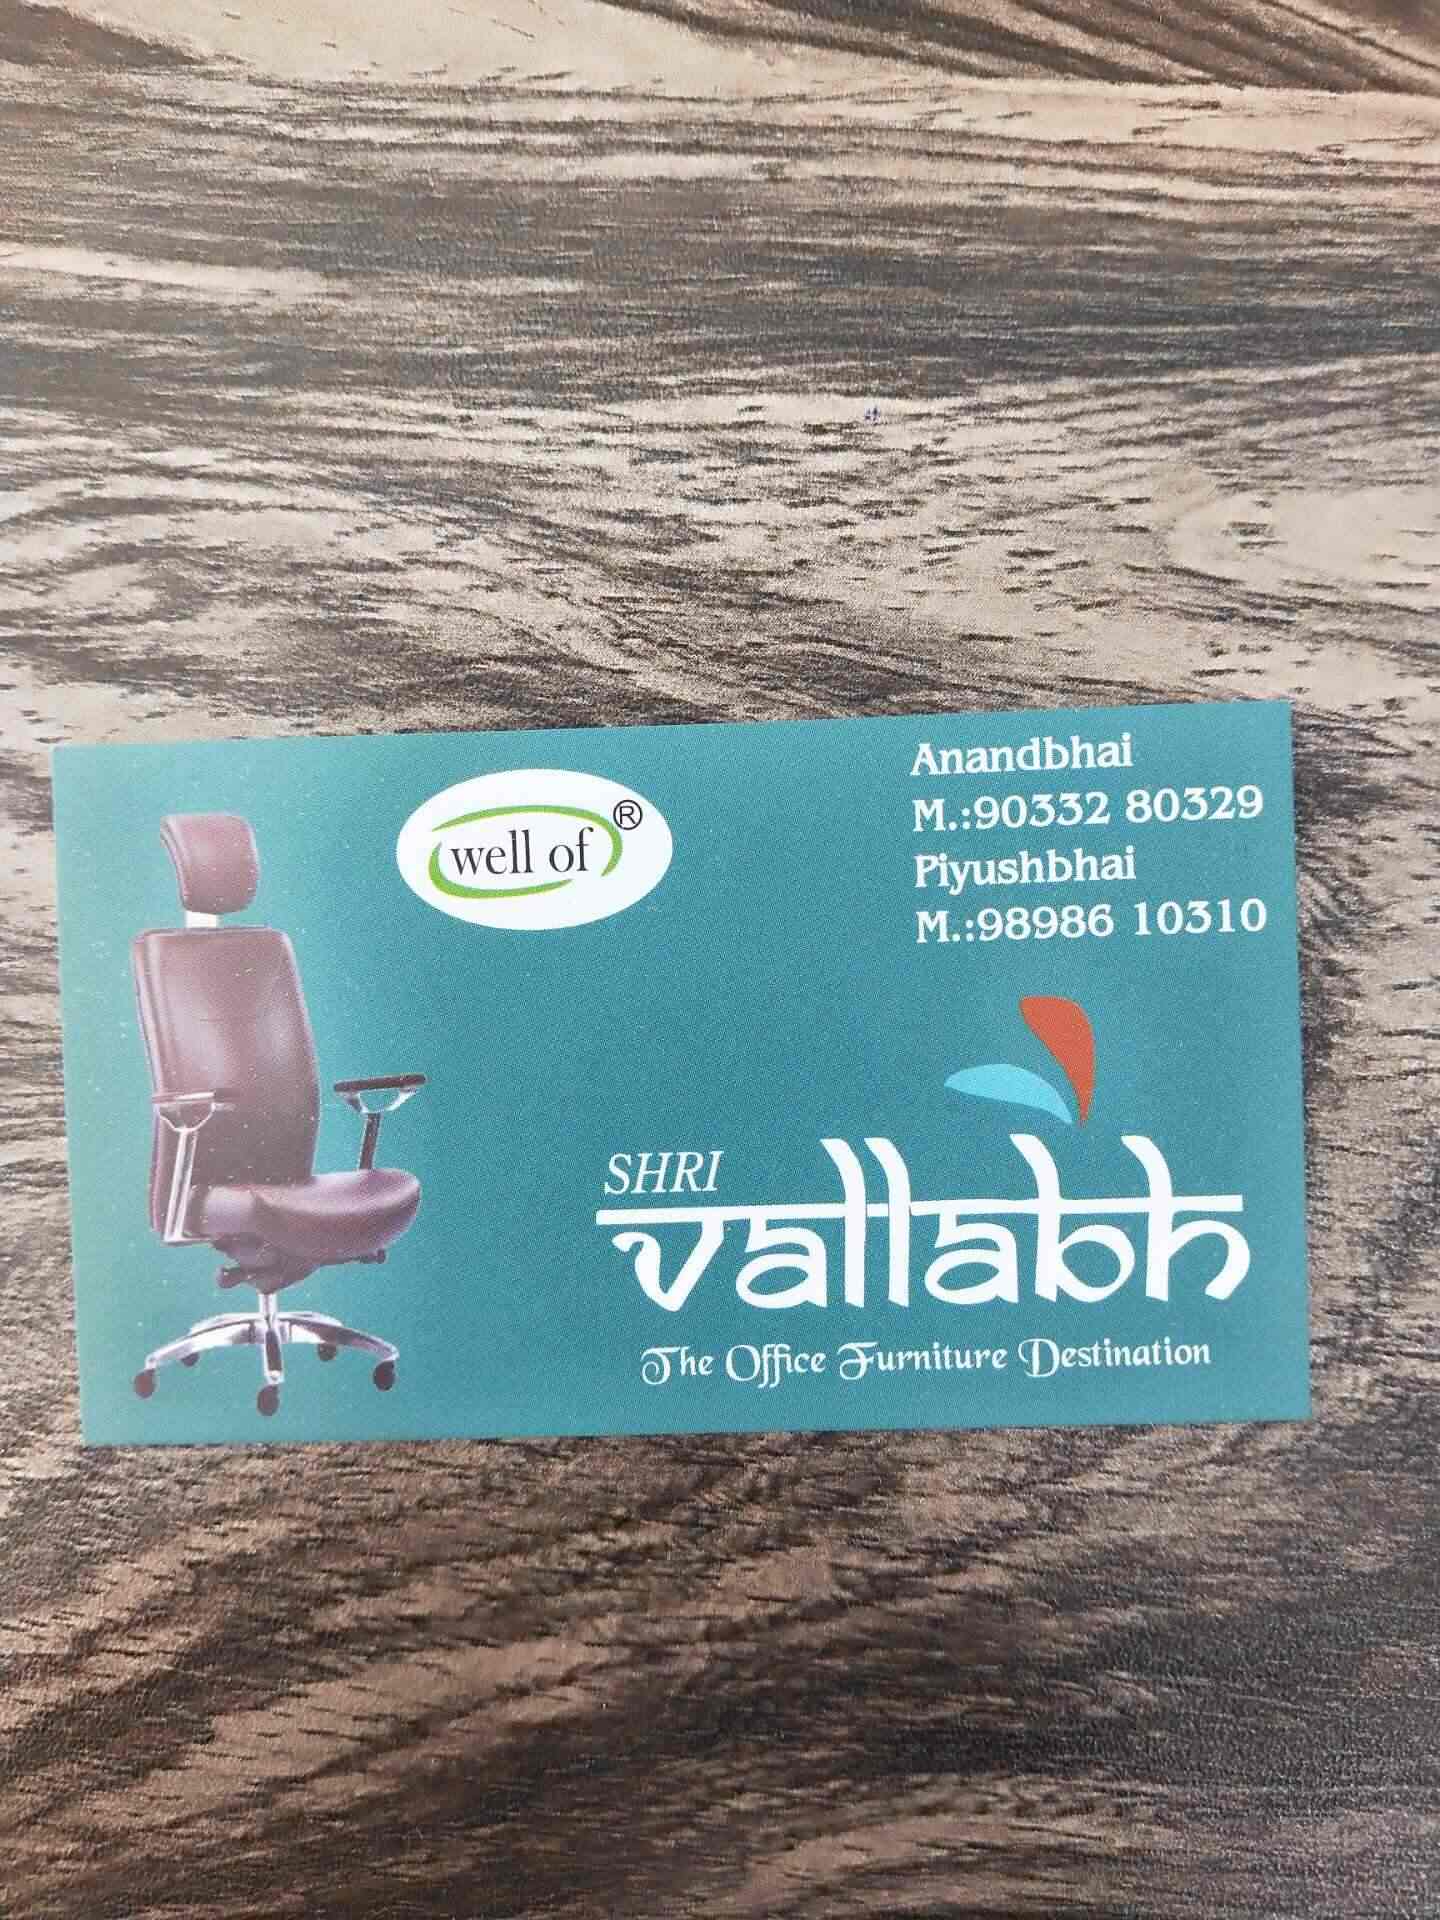 well of ®
Anandbhai
M.:90332 80329
Piyushbhai
M.:98986 10310
SHRI
vallabh
The Office Furniture Destination